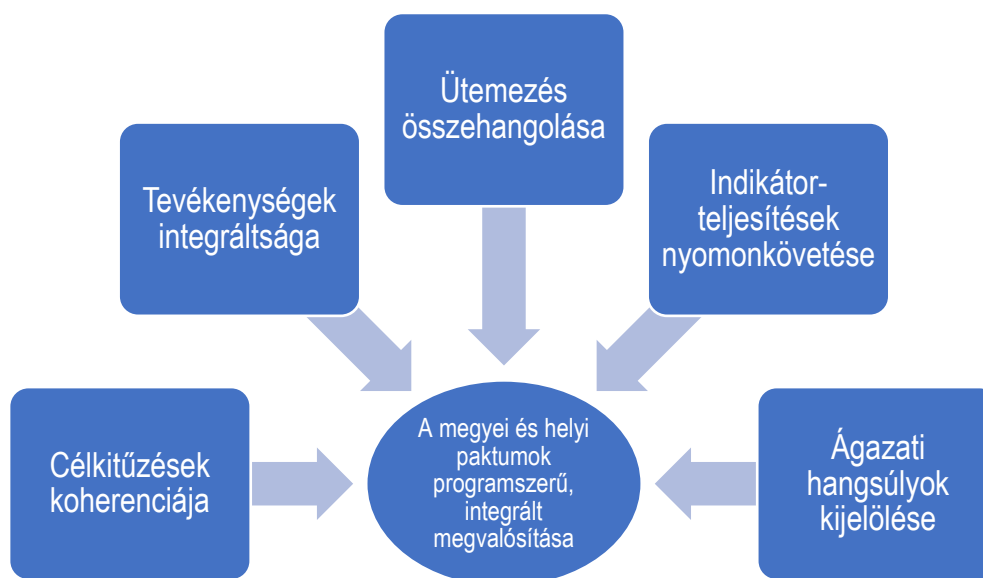 Célkitűzések
koherenciája
Tevékenységek
integráltsága
Ütemezés
összehangolása
Indikátor-
teljesítések
nyomonkövetése
Ágazati
hangsúlyok
kijelölése
A megyei és helyi
paktumok
programszerű,
integrált
megvalósítása